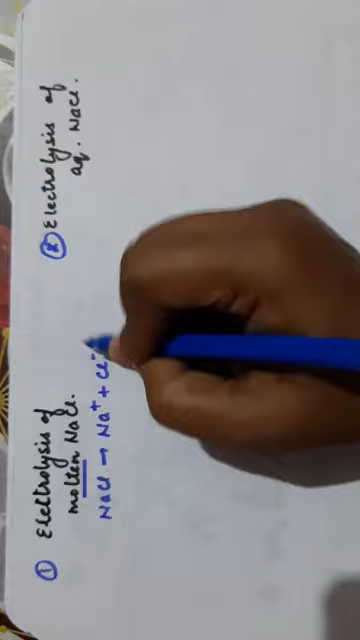 ① Electrolysis of
molten NaCl.
NaCl → Na⁺ + Cl⁻
② Electrolysis of
aq. NaCl.